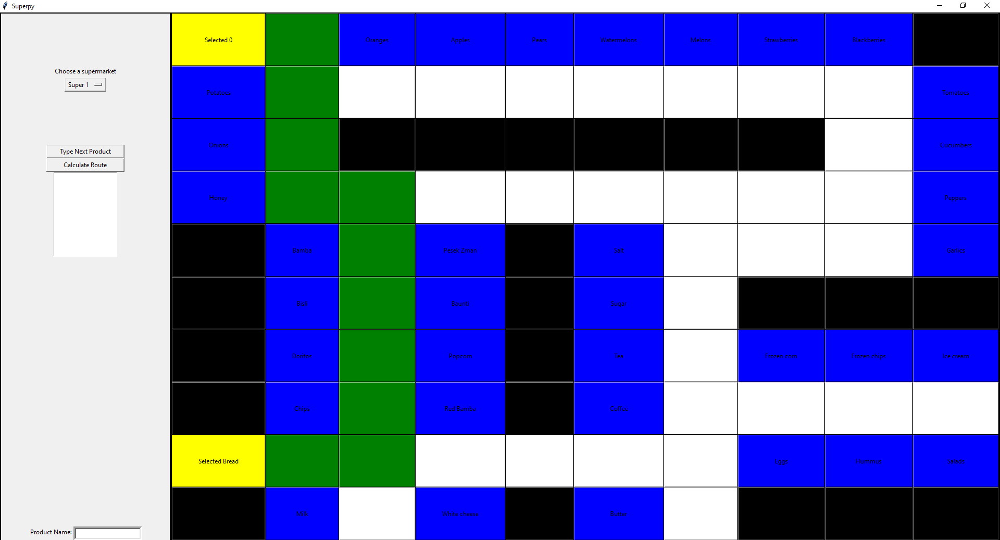 Superpy
Choose a supermarket
Super 1
Type Next Product
Calculate Route
Product Name:
Selected 0
Oranges
Apples
Pears
Watermelons
Melons
Strawberries
Blackberries
Potatoes
Tomatoes
Onions
Cucumbers
Honey
Peppers
Bamba
Pesek Zman
Salt
Garlics
Bisli
Baunti
Sugar
Doritos
Popcorn
Tea
Frozen corn
Frozen chips
Ice cream
Chips
Red Bamba
Coffee
Selected Bread
Eggs
Hummus
Salads
Milk
White cheese
Butter